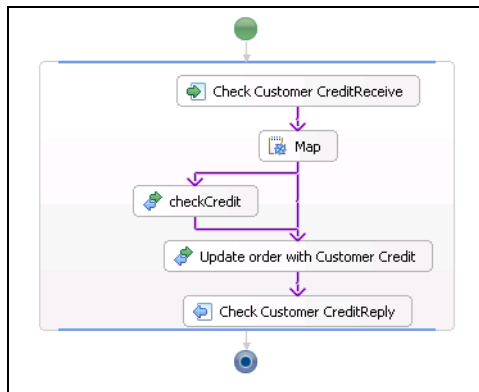 Check Customer CreditReceive
Map
checkCredit
Update order with Customer Credit
Check Customer CreditReply